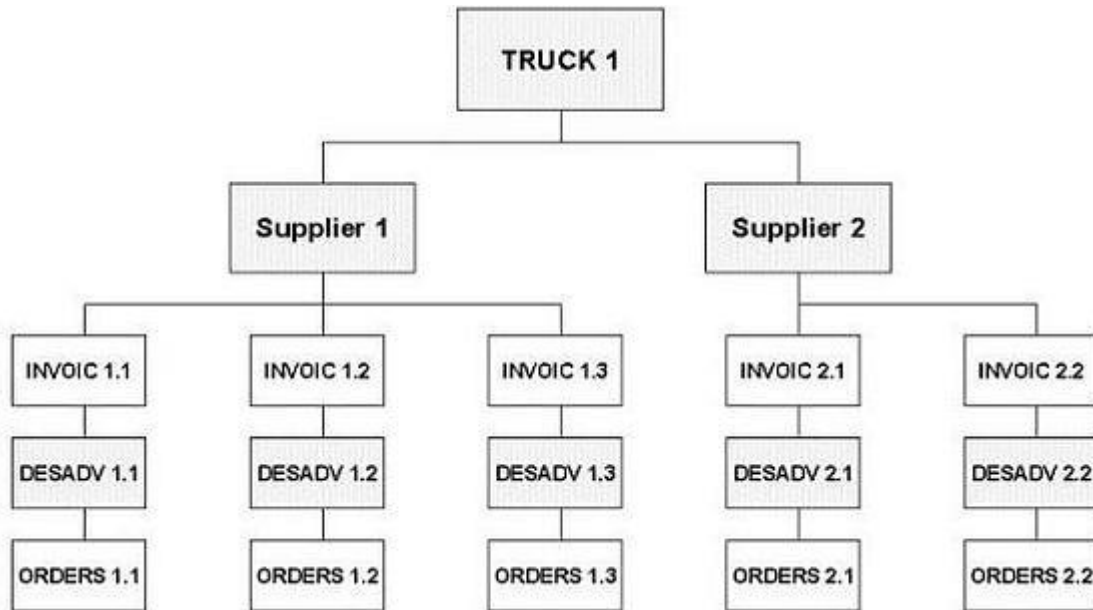 TRUCK 1
Supplier 1
Supplier 2
INVOIC 1.1
INVOIC 1.2
INVOIC 1.3
INVOIC 2.1
INVOIC 2.2
DESADV 1.1
DESADV 1.2
DESADV 1.3
DESADV 2.1
DESADV 2.2
ORDERS 1.1
ORDERS 1.2
ORDERS 1.3
ORDERS 2.1
ORDERS 2.2